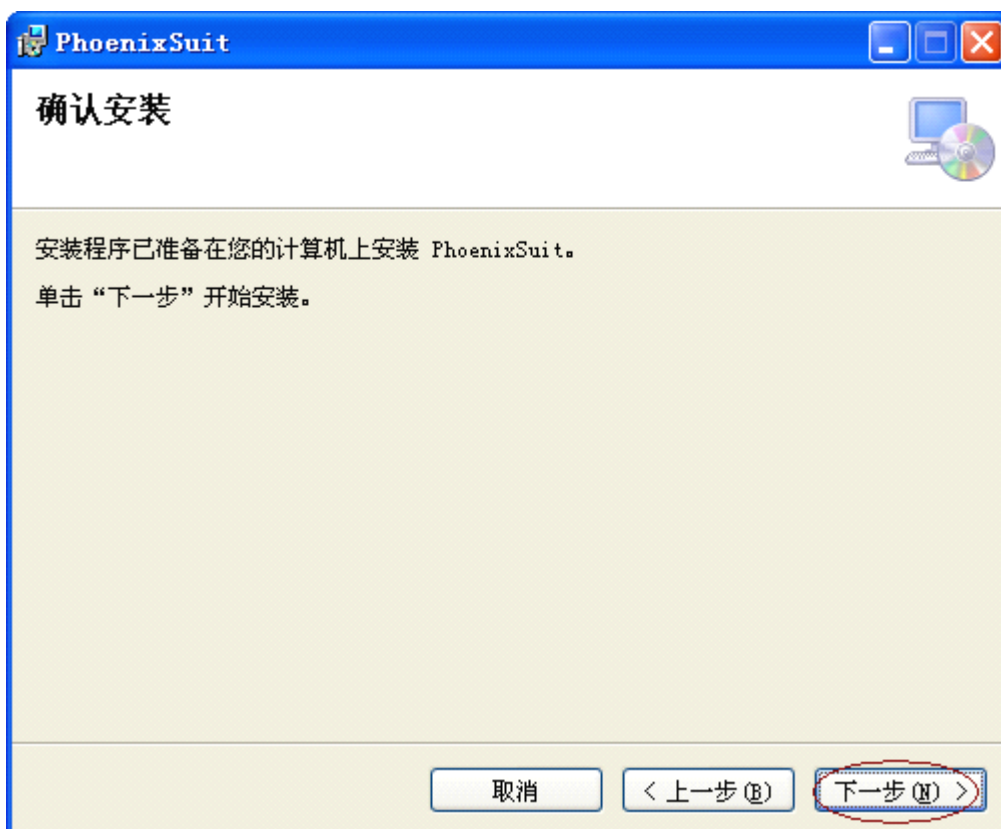 PhoenixSuit
确认安装
安装程序已准备在您的计算机上安装 PhoenixSuit。
单击“下一步”开始安装。
取消
< 上一步(B)
下一步(N) >